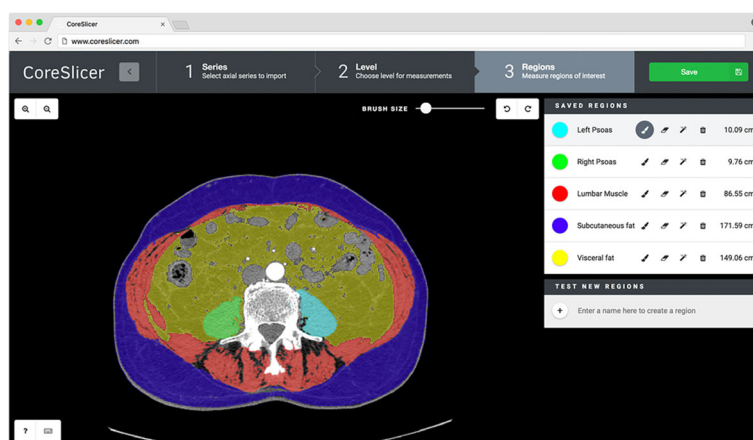 CoreSlicer
www.coreslicer.com
CoreSlicer
1 Series
Select axial series to import
2 Level
Choose level for measurements
3 Regions
Measure regions of interest
Save
BRUSH SIZE
SAVED REGIONS
Left Psoas 10.09 cm
Right Psoas 9.76 cm
Lumbar Muscle 86.55 cm
Subcutaneous fat 171.59 cm
Visceral fat 149.06 cm
TEST NEW REGIONS
+ Enter a name here to create a region
?